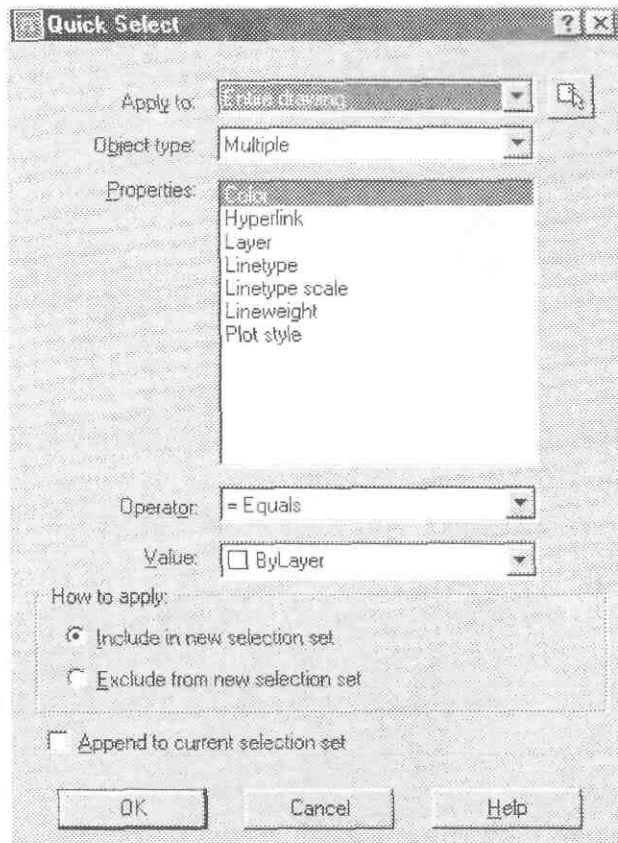 Quick Select
Apply to: Entire drawing
Object type: Multiple
Properties: Color
Hyperlink
Layer
Linetype
Linetype scale
Lineweight
Plot style
Operator: = Equals
Value: ByLayer
How to apply:
Include in new selection set
Exclude from new selection set
Append to current selection set
OK Cancel Help